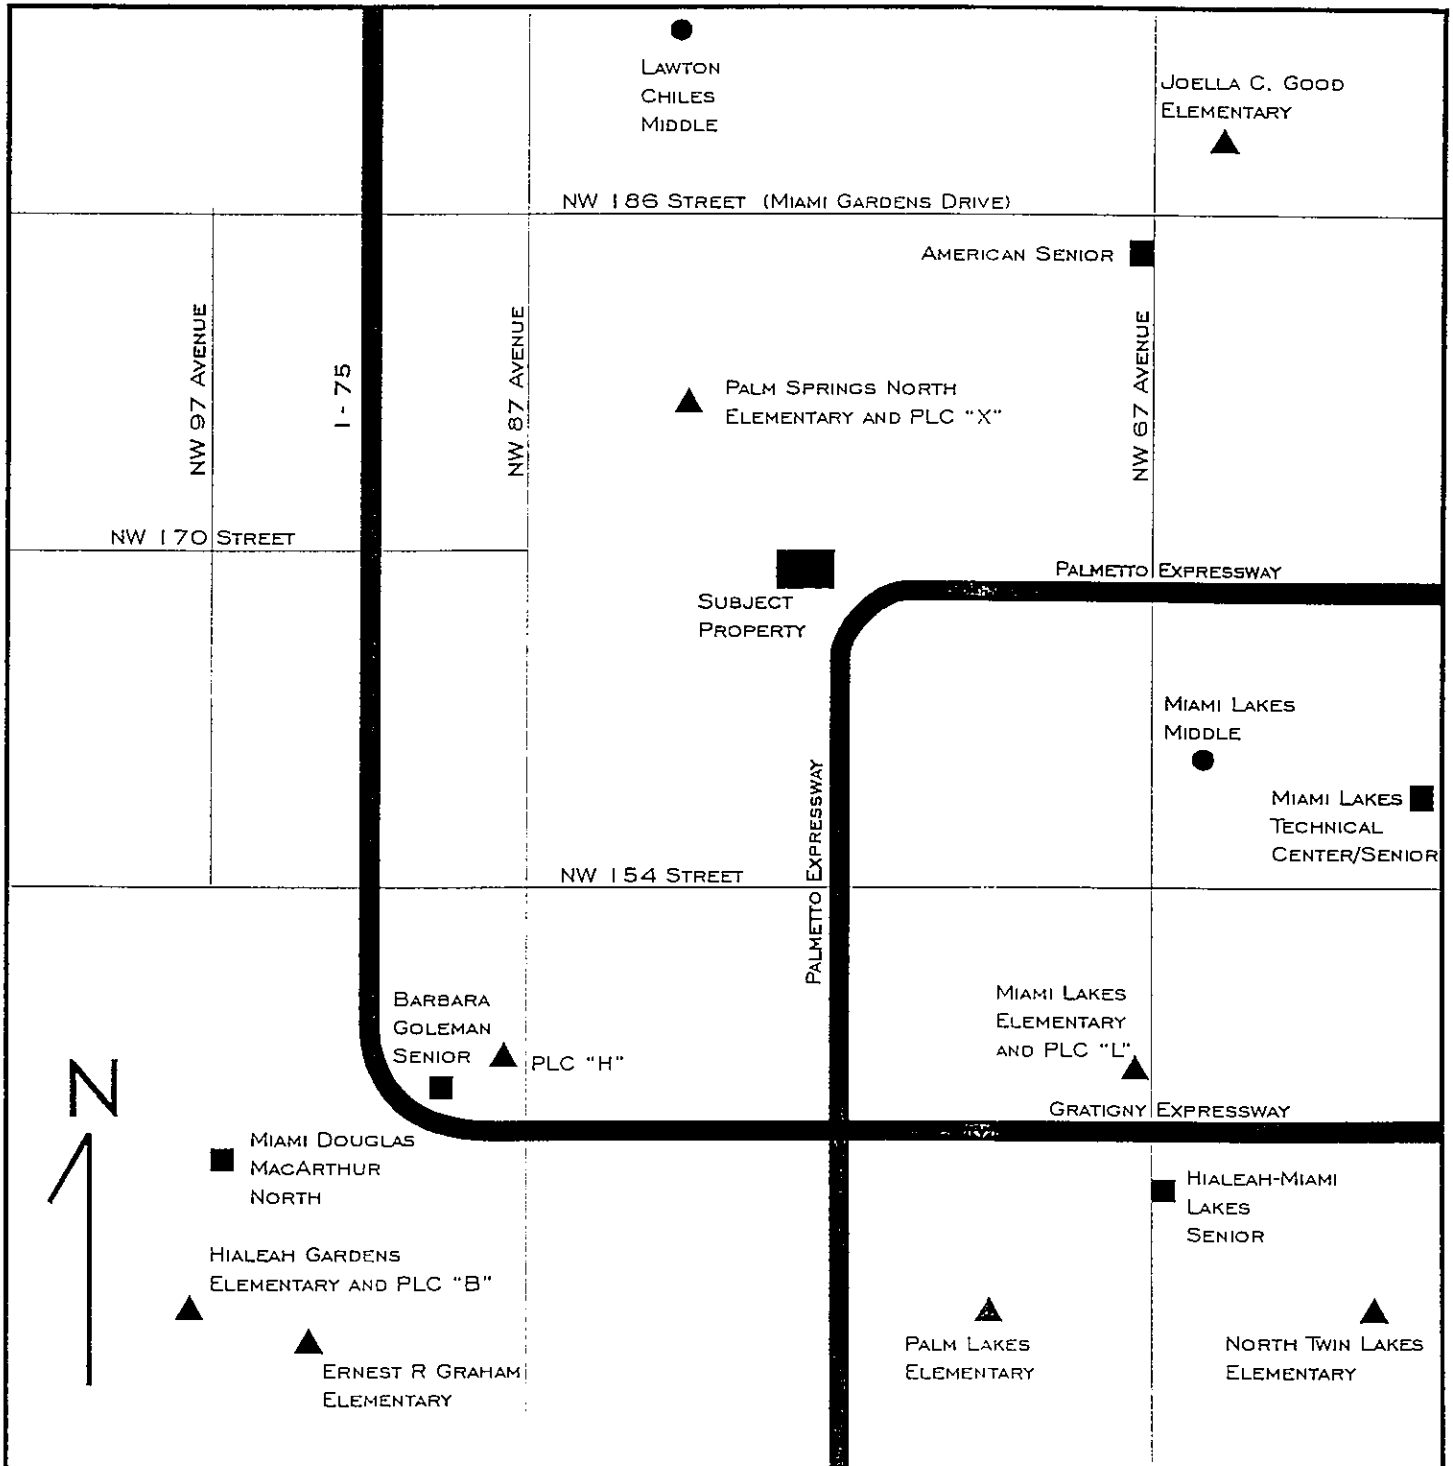 LAWTON
CHILES
MIDDLE
JOELLA C. GOOD
ELEMENTARY
NW 186 STREET (MIAMI GARDENS DRIVE)
AMERICAN SENIOR
NW 97 AVENUE
I-75
NW 87 AVENUE
NW 67 AVENUE
PALM SPRINGS NORTH
ELEMENTARY AND PLC "X"
NW 170 STREET
PALMETTO EXPRESSWAY
SUBJECT
PROPERTY
MIAMI LAKES
MIDDLE
PALMETTO EXPRESSWAY
MIAMI LAKES
TECHNICAL
CENTER/SENIOR
NW 154 STREET
BARBARA
GOLEMAN
SENIOR
PLC "H"
MIAMI LAKES
ELEMENTARY
AND PLC "L"
N
GRATIGNY EXPRESSWAY
MIAMI DOUGLAS
MACARTHUR
NORTH
HIALEAH-MIAMI
LAKES
SENIOR
HIALEAH GARDENS
ELEMENTARY AND PLC "B"
ERNEST R GRAHAM
ELEMENTARY
PALM LAKES
ELEMENTARY
NORTH TWIN LAKES
ELEMENTARY